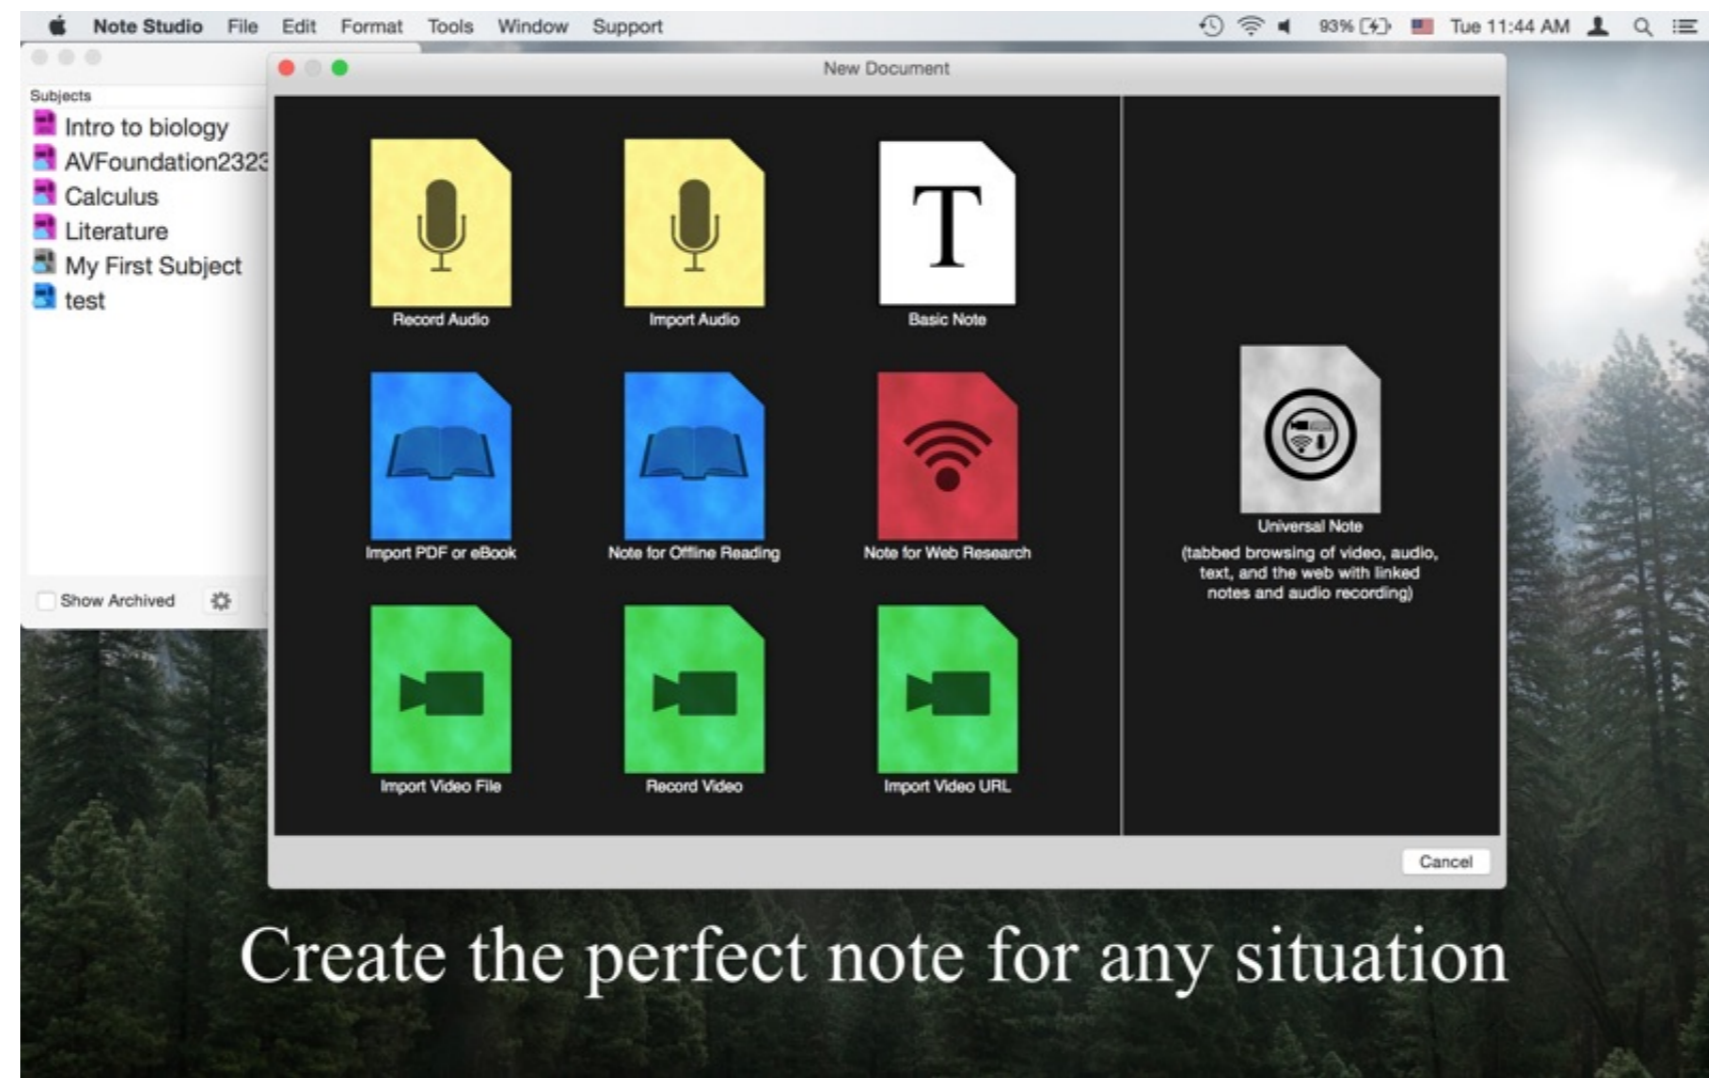 Note Studio File Edit Format Tools Window Support 93% Tue 11:44 AM
New Document
Subjects
Intro to biology
AVFoundation2323
Calculus
Literature
My First Subject
test
Show Archived
Record Audio Import Audio Basic Note
Import PDF or eBook Note for Offline Reading Note for Web Research
Import Video File Record Video Import Video URL
Universal Note
(tabbed browsing of video, audio,
text, and the web with linked
notes and audio recording)
Cancel
Create the perfect note for any situation